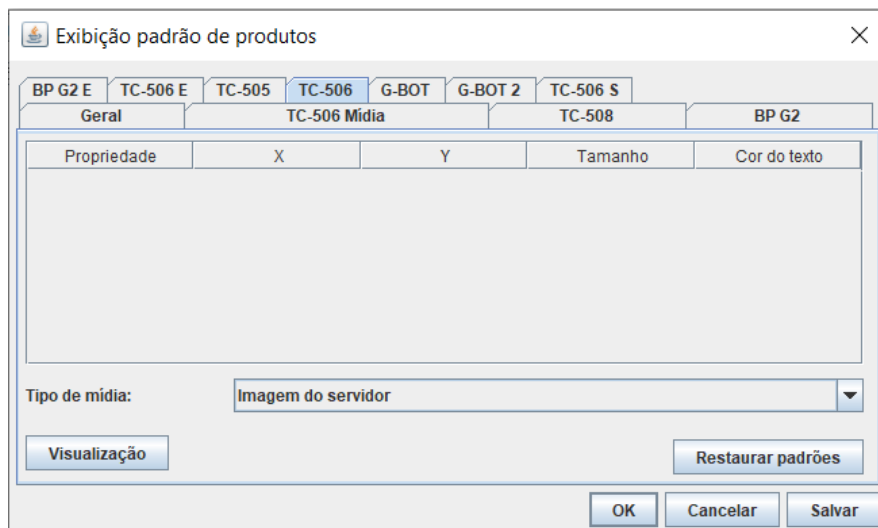 Exibição padrão de produtos
BP G2 E TC-506 E TC-505 TC-506 G-BOT G-BOT 2 TC-506 S
Geral TC-506 Mídia TC-508 BP G2
Propriedade X Y Tamanho Cor do texto
Tipo de mídia: Imagem do servidor
Visualização Restaurar padrões
OK Cancelar Salvar